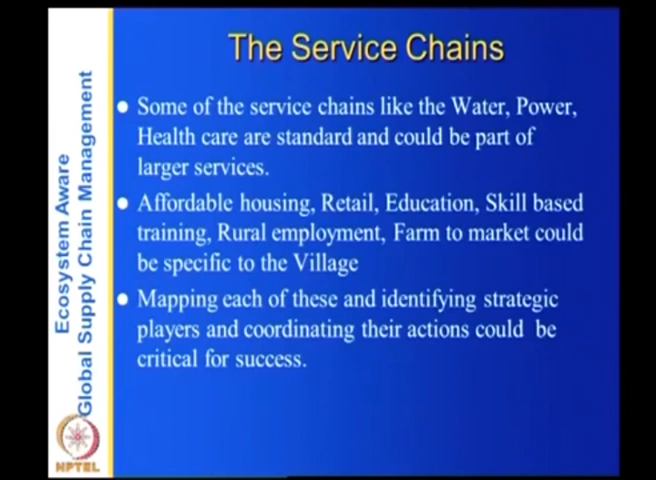 The Service Chains
Some of the service chains like the Water, Power,
Health care are standard and could be part of
larger services.
Affordable housing, Retail, Education, Skill based
training, Rural employment, Farm to market could
be specific to the Village
Mapping each of these and identifying strategic
players and coordinating their actions could be
critical for success.
Ecosystem Aware
Global Supply Chain Management
NPTEL